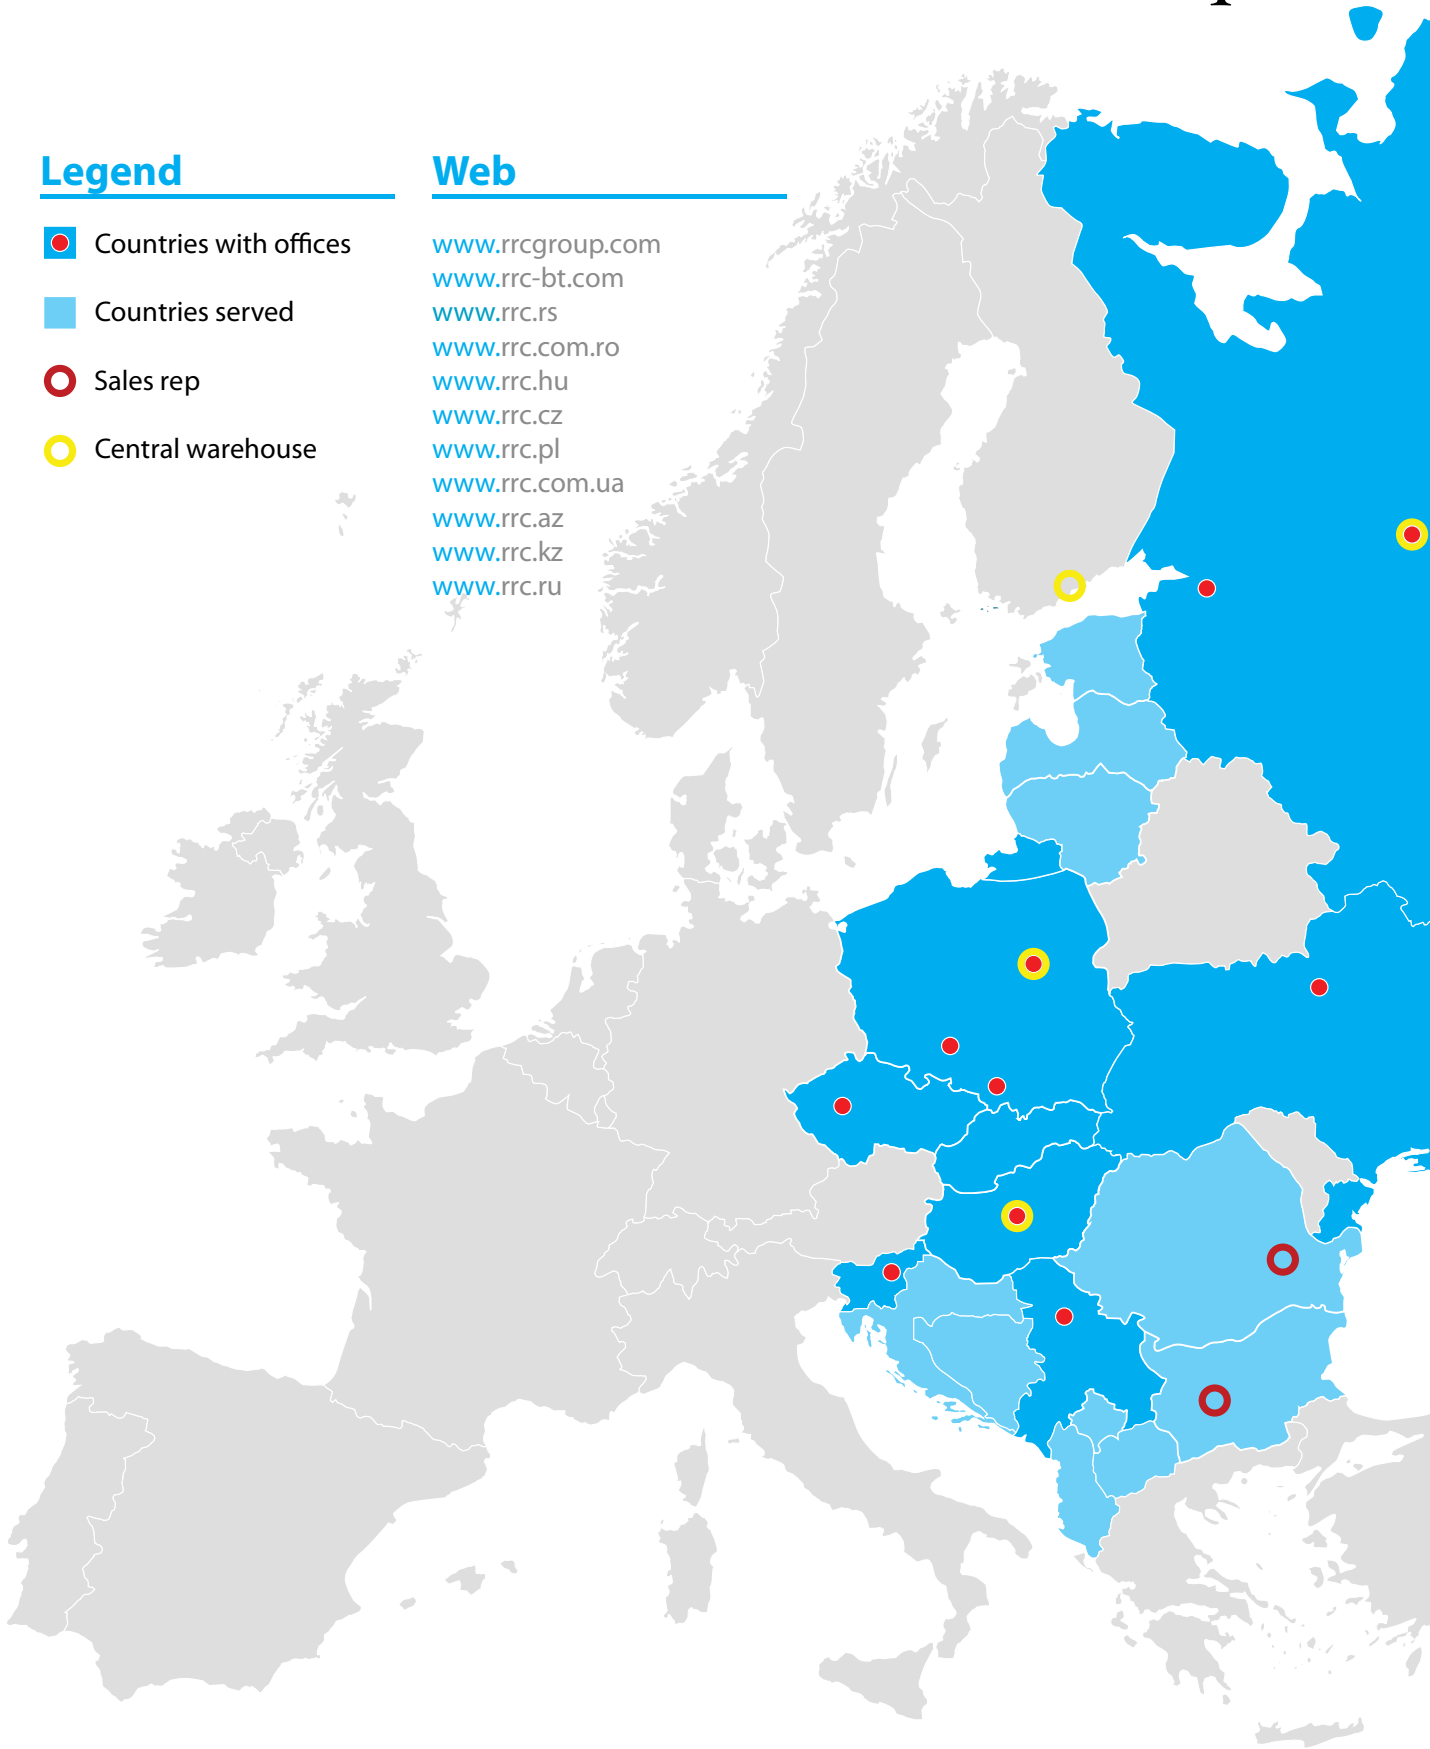 Legend
Countries with offices
Countries served
Sales rep
Central warehouse
Web
www.rrcgroup.com
www.rrc-bt.com
www.rrc.rs
www.rrc.com.ro
www.rrc.hu
www.rrc.cz
www.rrc.pl
www.rrc.com.ua
www.rrc.az
www.rrc.kz
www.rrc.ru